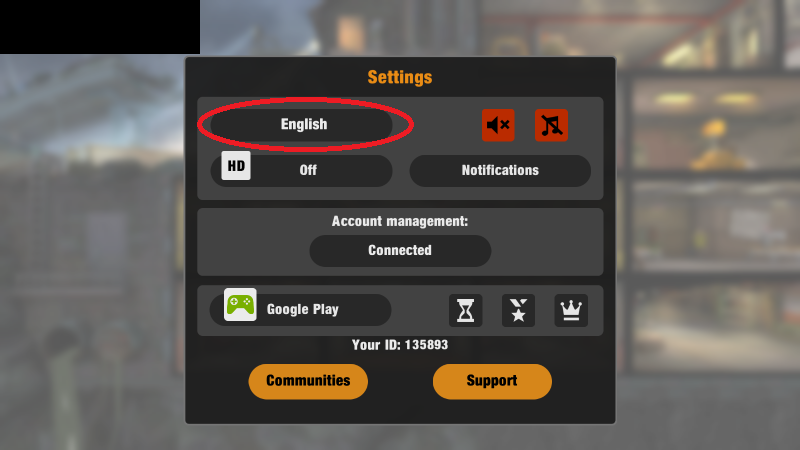 Settings
English
HD
Off
Notifications
Account management:
Connected
Google Play
Your ID: 135893
Communities
Support